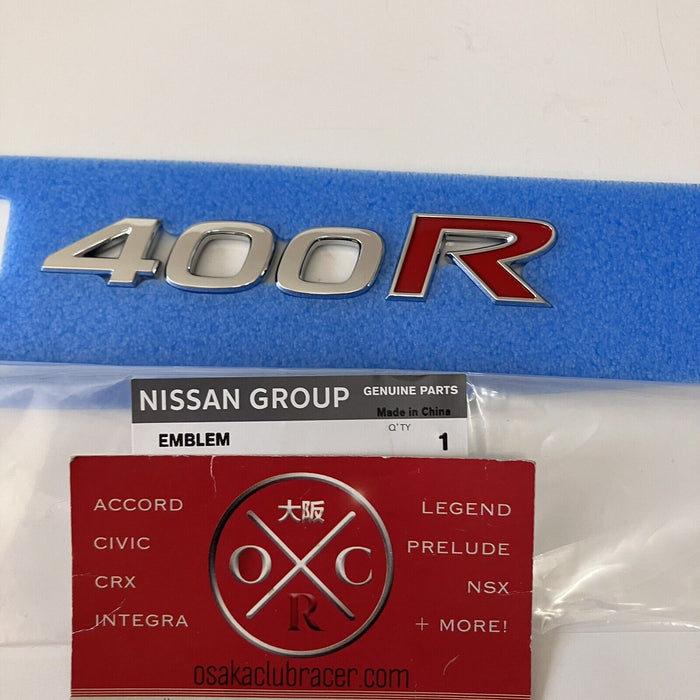 400R
NISSAN GROUP GENUINE PARTS
Made in China
Q'TY
EMBLEM 1
ACCORD
CIVIC
CRX
INTEGRA
大阪
O C
R
LEGEND
PRELUDE
NSX
+ MORE!
osakaclubracer.com